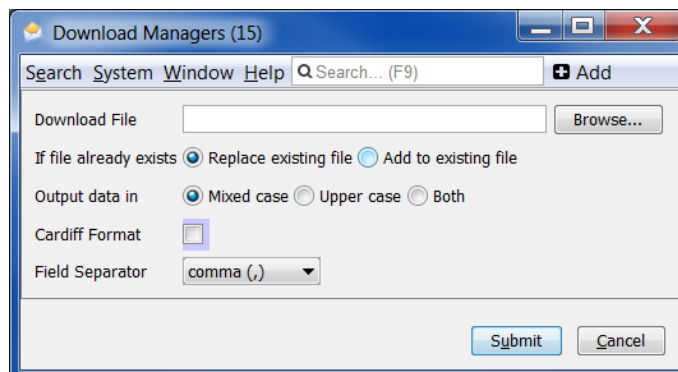 Download Managers (15)
Search System Window Help Search... (F9) Add
Download File Browse...
If file already exists Replace existing file Add to existing file
Output data in Mixed case Upper case Both
Cardiff Format
Field Separator comma (,)
Submit Cancel